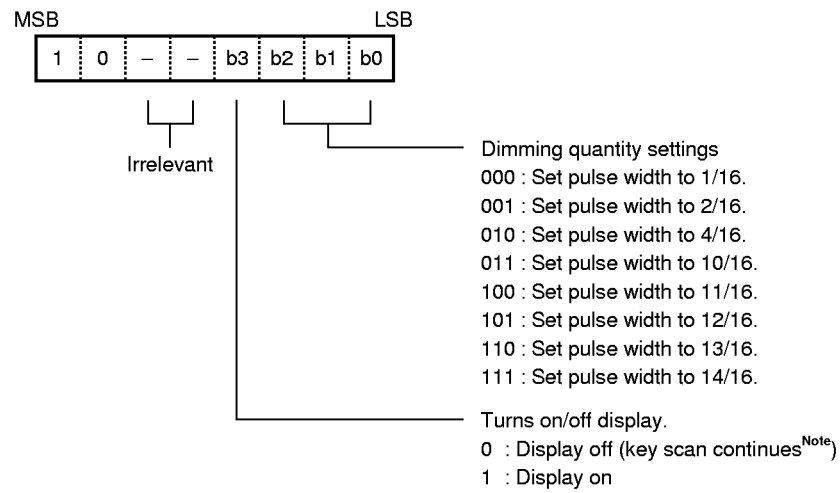 MSB LSB
1 0 – – b3 b2 b1 b0
Irrelevant
Dimming quantity settings
000 : Set pulse width to 1/16.
001 : Set pulse width to 2/16.
010 : Set pulse width to 4/16.
011 : Set pulse width to 10/16.
100 : Set pulse width to 11/16.
101 : Set pulse width to 12/16.
110 : Set pulse width to 13/16.
111 : Set pulse width to 14/16.
Turns on/off display.
0 : Display off (key scan continuesNote)
1 : Display on